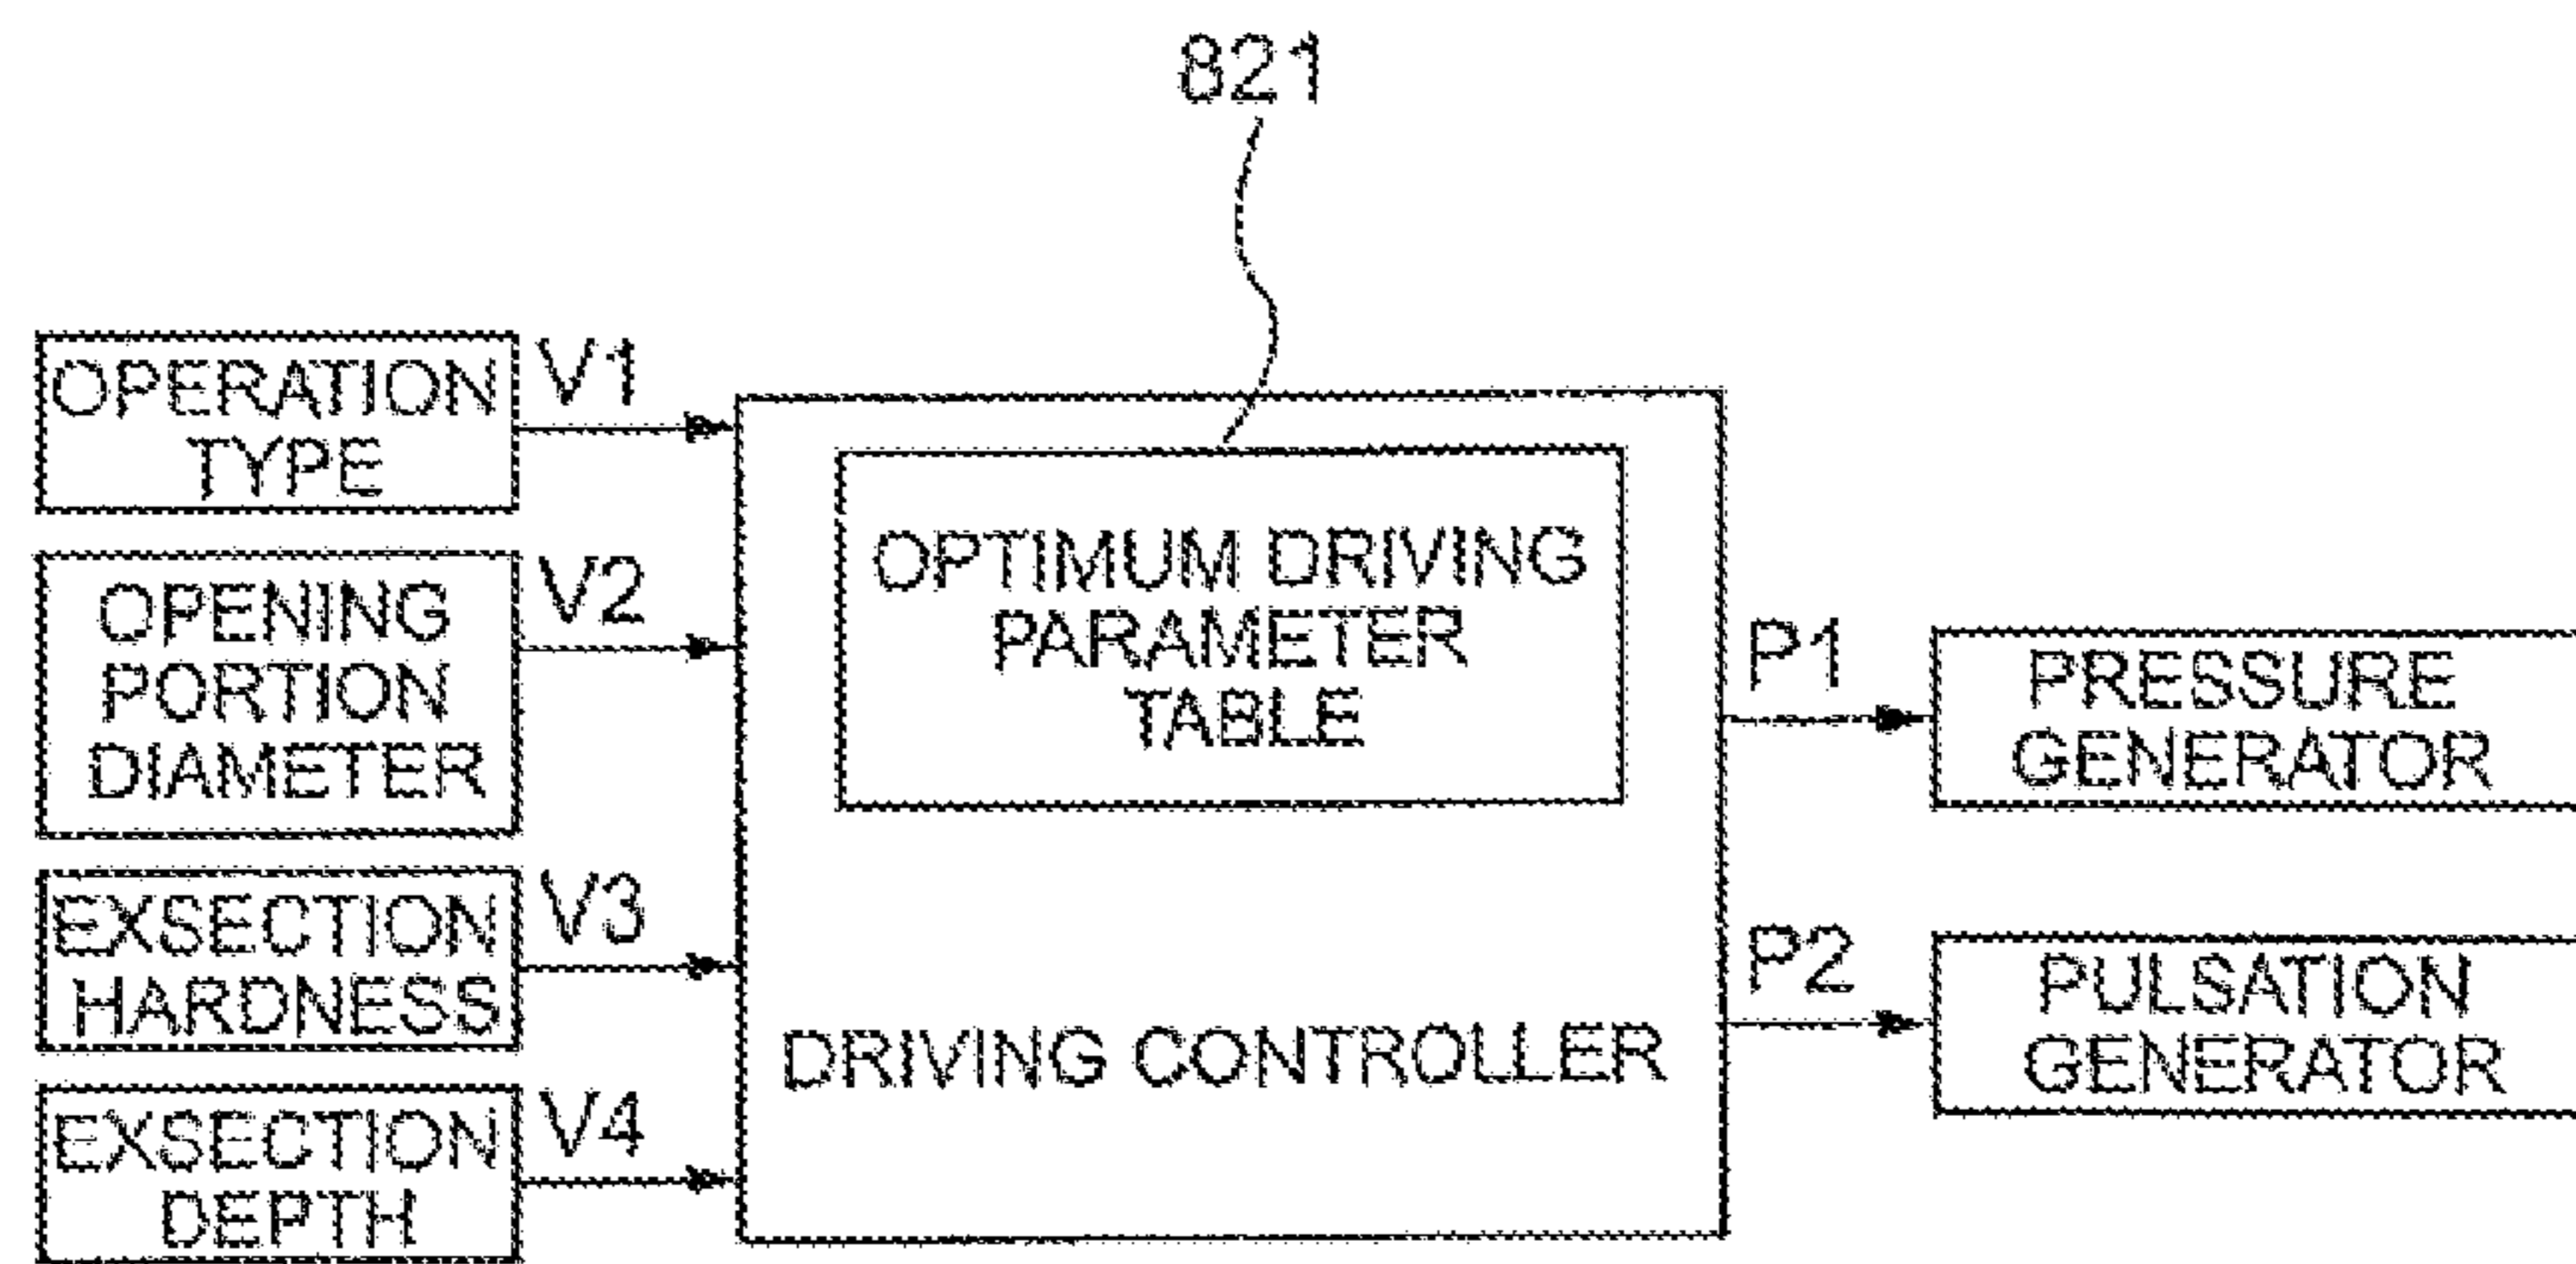 821
OPERATION
TYPE
V1
OPENING
PORTION
DIAMETER
V2
EXSECTION
HARDNESS
V3
EXSECTION
DEPTH
V4
OPTIMUM DRIVING
PARAMETER
TABLE
DRIVING CONTROLLER
P1
PRESSURE
GENERATOR
P2
PULSATION
GENERATOR